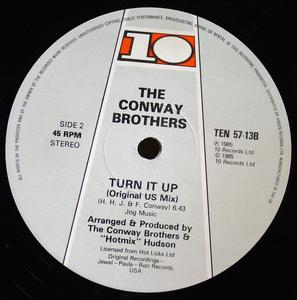 10
THE
CONWAY
BROTHERS
SIDE 2
45 RPM
STEREO
TEN 57-13B
℗ 1985
10 Records Ltd
© 1985
10 Records Ltd
TURN IT UP
(Original US Mix)
(H. H. J. & F. Conway) 6.43
Jog Music
Arranged & Produced by
The Conway Brothers &
"Hotmix" Hudson
Licensed from Hot Licks Ltd
Original Recordings—
Jewel–Paula–Ron Records,
USA